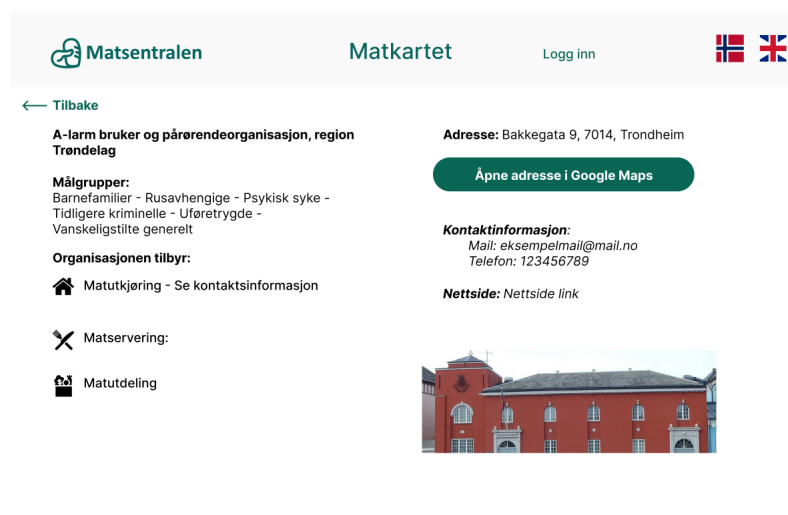 Matsentralen
Matkartet
Logg inn
Tilbake
A-larm bruker og pårørendeorganisasjon, region
Trøndelag
Målgrupper:
Barnefamilier - Rusavhengige - Psykisk syke -
Tidligere kriminelle - Uføretrygde -
Vanskeligstilte generelt
Organisasjonen tilbyr:
Matutkjøring - Se kontaktsinformasjon
Matservering:
Matutdeling
Adresse: Bakkegata 9, 7014, Trondheim
Åpne adresse i Google Maps
Kontaktinformasjon:
Mail: eksempelmail@mail.no
Telefon: 123456789
Nettside: Nettside link